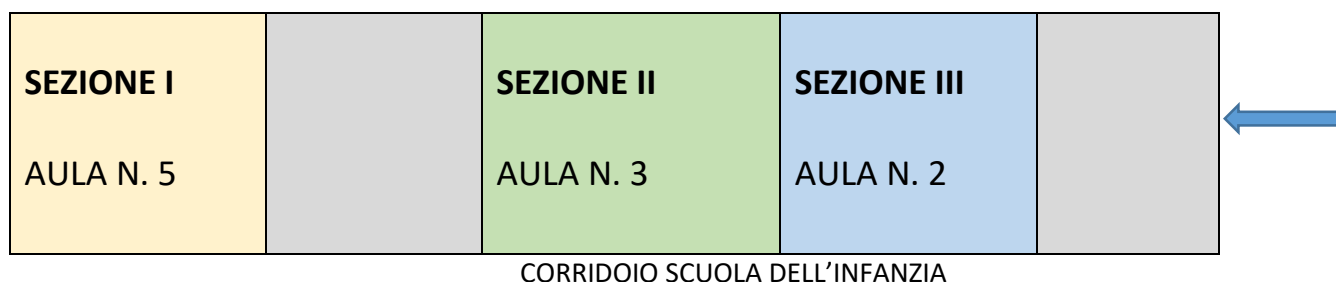 SEZIONE I
AULA N. 5
SEZIONE II
AULA N. 3
SEZIONE III
AULA N. 2
CORRIDOIO SCUOLA DELL'INFANZIA